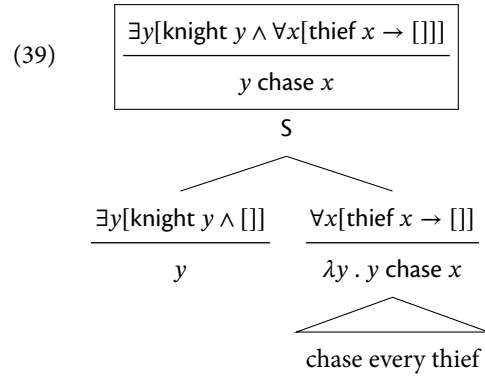 (39)
∃y[knight y ∧ ∀x[thief x → []]]
y chase x
S
∃y[knight y ∧ []] ∀x[thief x → []]
y λy . y chase x
chase every thief